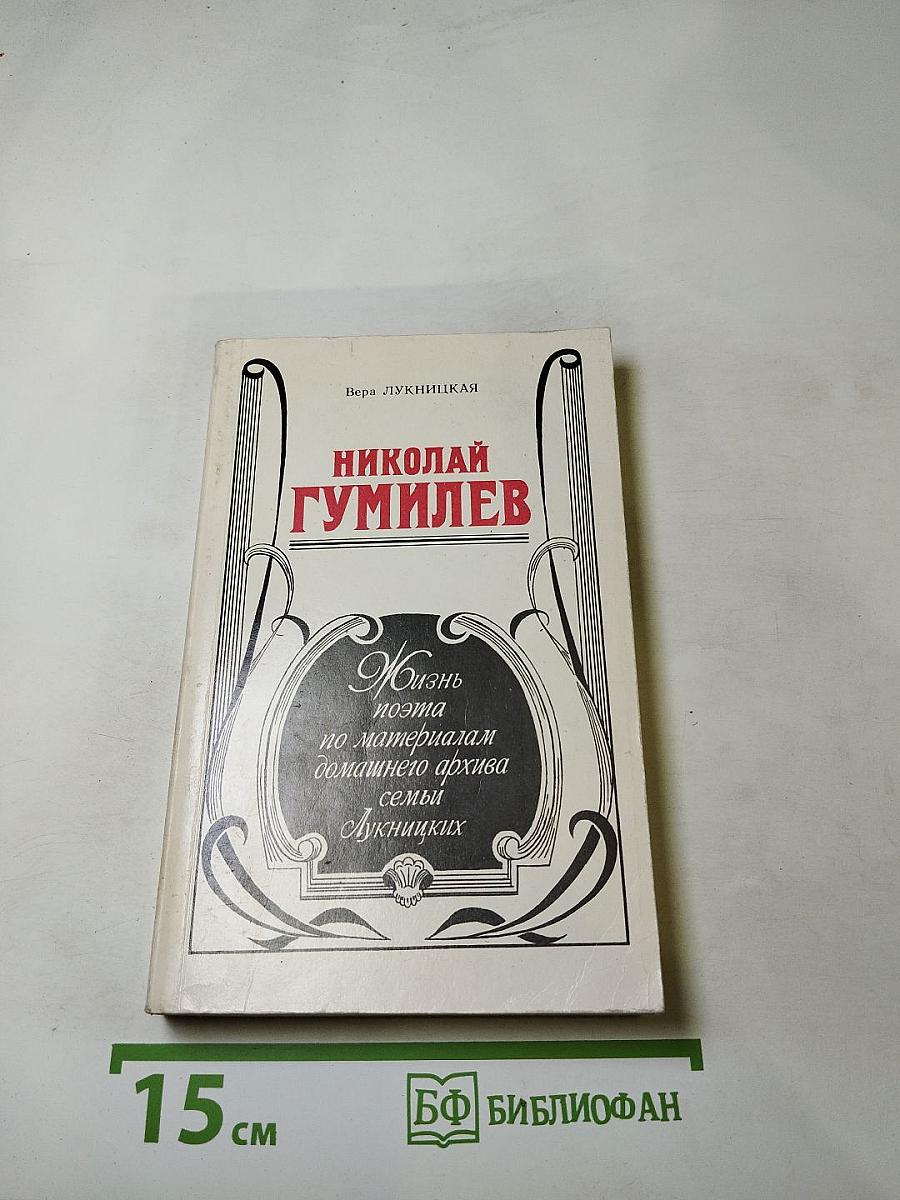 Вера ЛУКНИЦКАЯ
НИКОЛАЙ
ГУМИЛЕВ
Жизнь
поэта
по материалам
домашнего архива
семьи
Лукницких
15 см
БФ БИБЛИОФАН